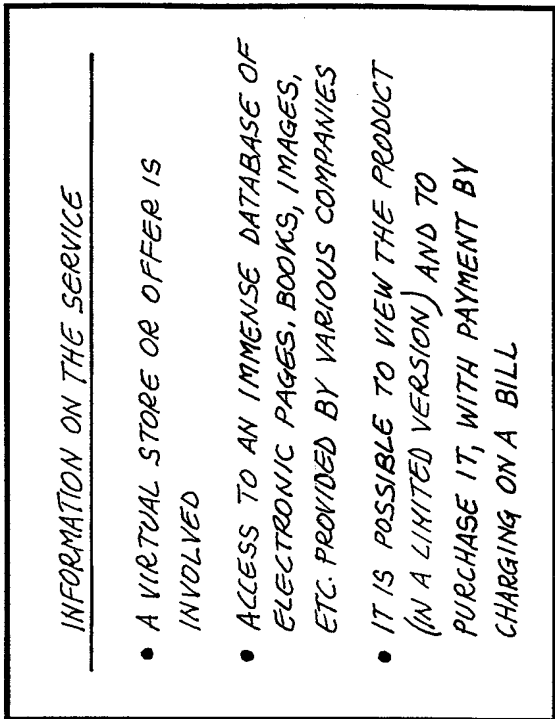 INFORMATION ON THE SERVICE
• A VIRTUAL STORE OR OFFER IS
INVOLVED
• ACCESS TO AN IMMENSE DATABASE OF
ELECTRONIC PAGES, BOOKS, IMAGES,
ETC. PROVIDED BY VARIOUS COMPANIES
• IT IS POSSIBLE TO VIEW THE PRODUCT
(IN A LIMITED VERSION) AND TO
PURCHASE IT, WITH PAYMENT BY
CHARGING ON A BILL